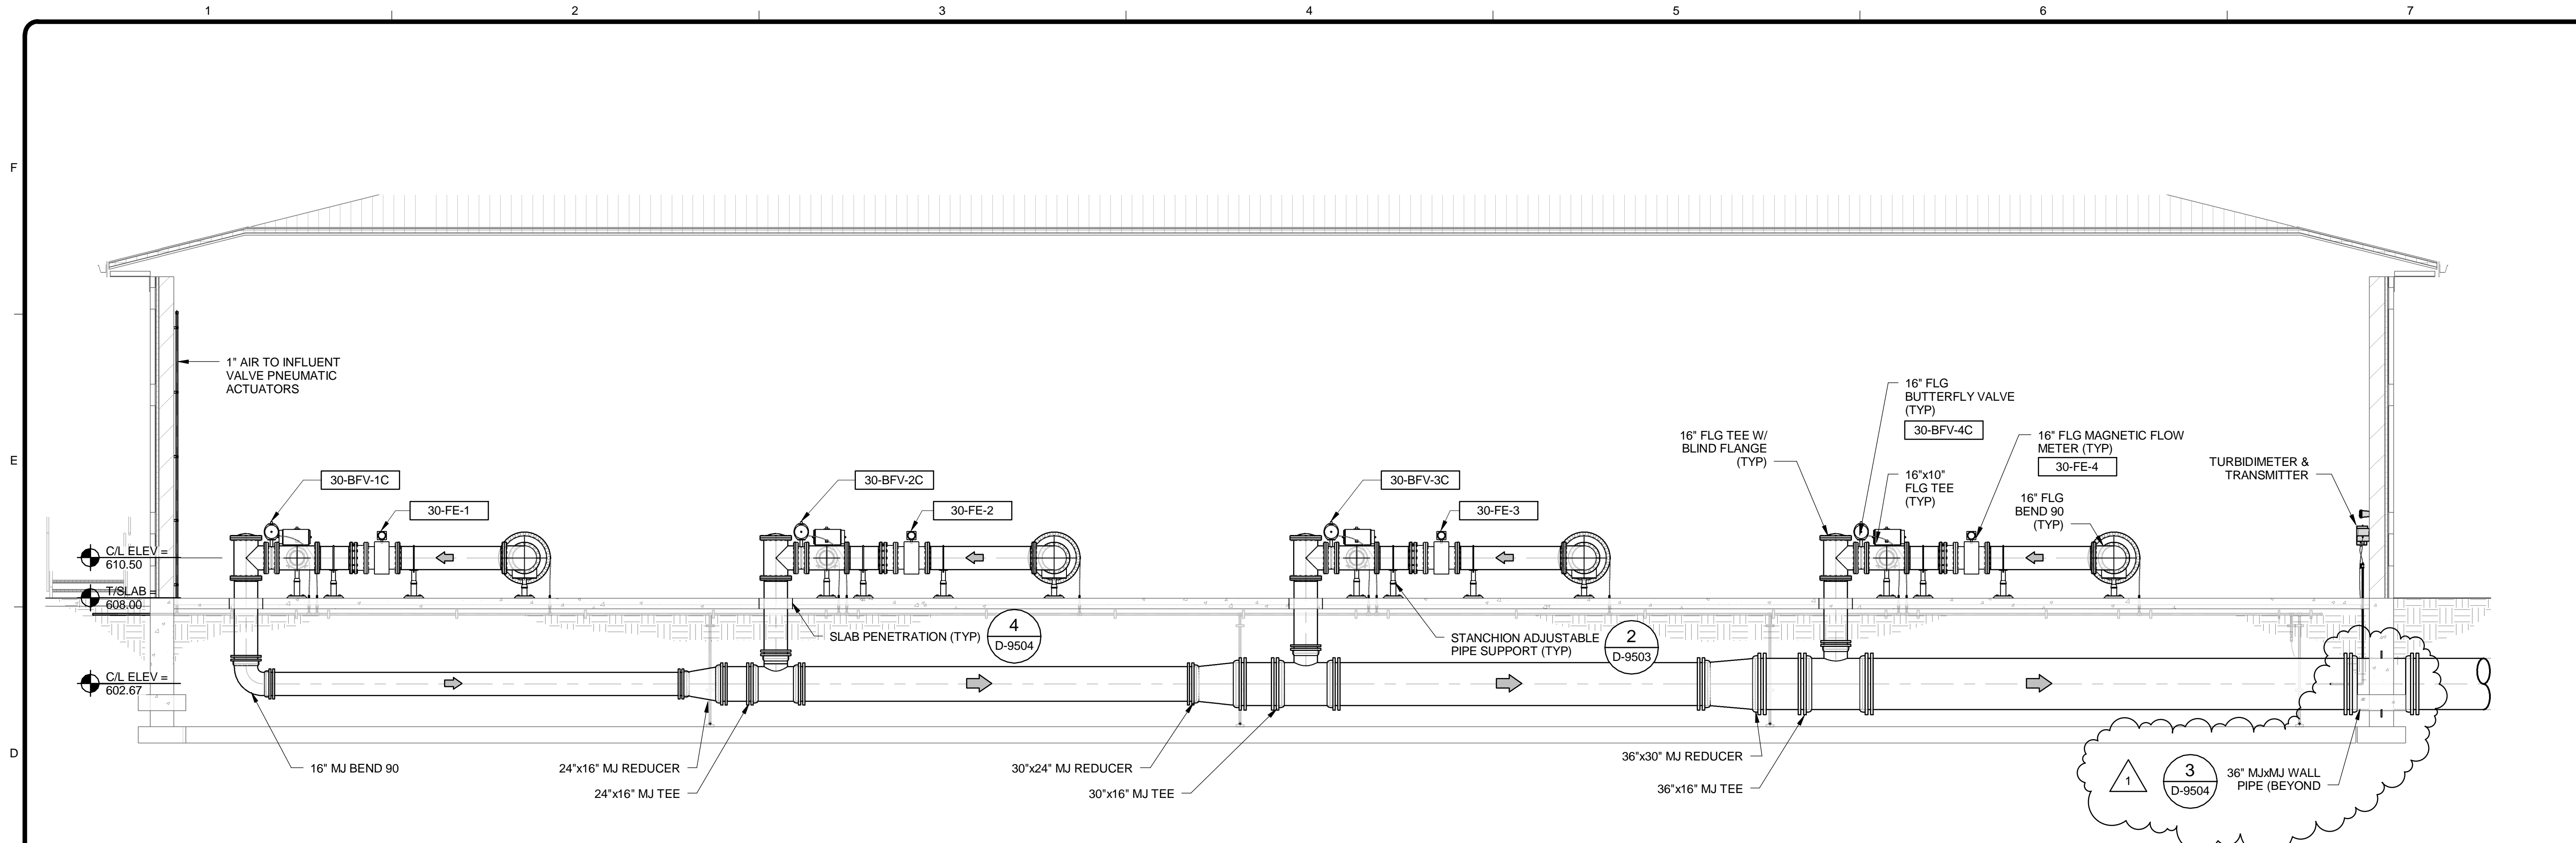 1
2
3
4
5
6
7
F
E
D
1" AIR TO INFLUENT
VALVE PNEUMATIC
ACTUATORS
30-BFV-1C
30-FE-1
30-BFV-2C
30-FE-2
30-BFV-3C
30-FE-3
16" FLG TEE W/
BLIND FLANGE
(TYP)
16" FLG
BUTTERFLY VALVE
(TYP)
30-BFV-4C
16"x10"
FLG TEE
(TYP)
16" FLG MAGNETIC FLOW
METER (TYP)
30-FE-4
16" FLG
BEND 90
(TYP)
TURBIDIMETER &
TRANSMITTER
C/L ELEV =
610.50
T/SLAB =
608.00
C/L ELEV =
602.67
SLAB PENETRATION (TYP)
4
D-9504
STANCHION ADJUSTABLE
PIPE SUPPORT (TYP)
2
D-9503
16" MJ BEND 90
24"x16" MJ REDUCER
24"x16" MJ TEE
30"x24" MJ REDUCER
30"x16" MJ TEE
36"x30" MJ REDUCER
36"x16" MJ TEE
1
3
D-9504
36" MJxMJ WALL
PIPE (BEYOND